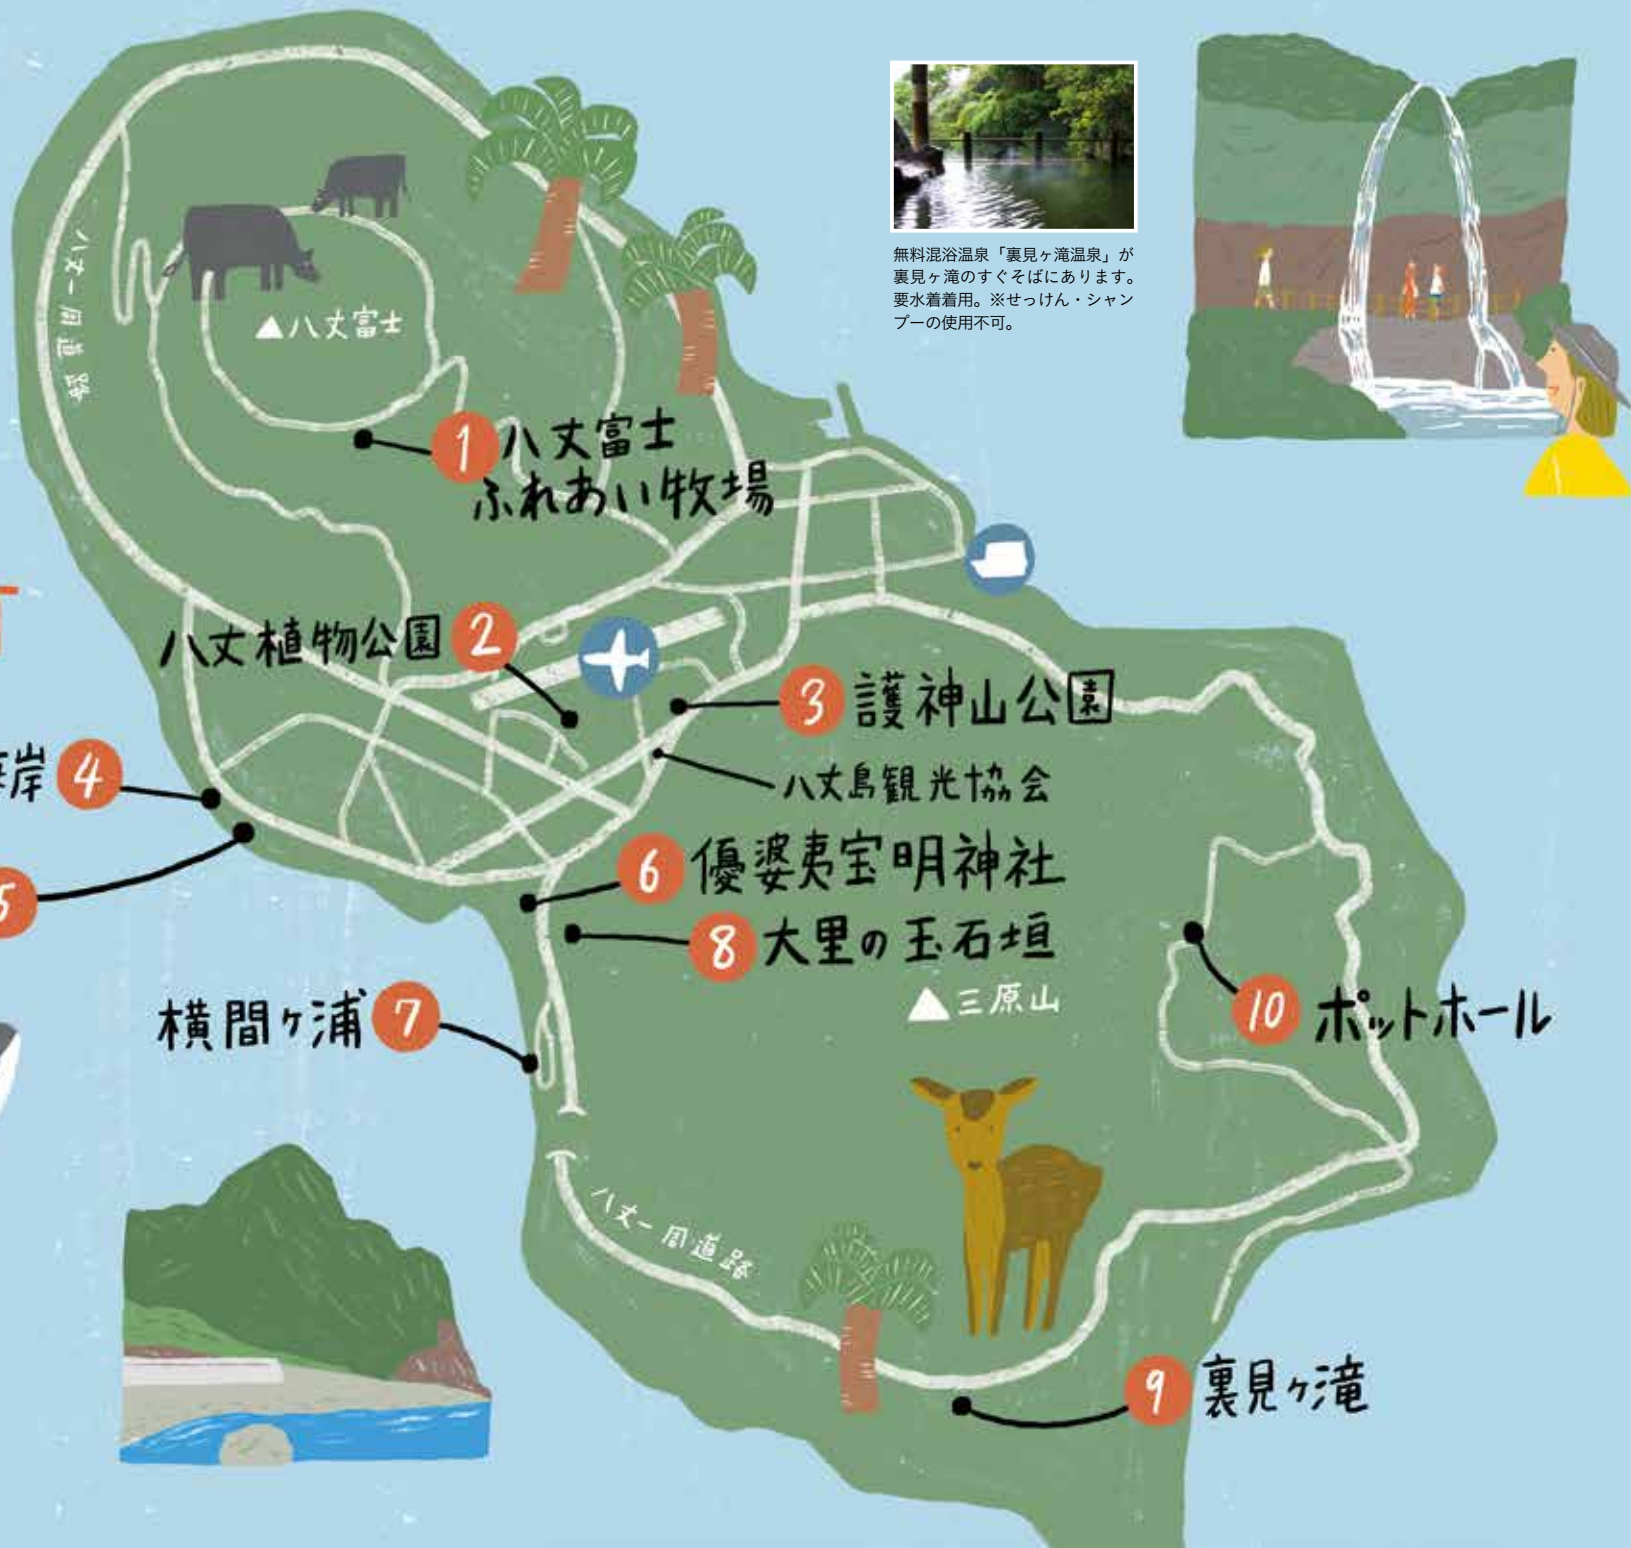 無料混浴温泉「裏見ヶ滝温泉」が
裏見ヶ滝のすぐそばにあります。
要水着着用。※せっけん・シャン
プーの使用不可。
八丈一周道路
▲八丈富士
1 八丈富士
ふれあい牧場
八丈植物公園 2
3 護神山公園
岸 4
八丈島観光協会
5
6 優婆夷宝明神社
8 大里の玉石垣
横間ヶ浦 7
▲三原山
10 ポットホール
八丈一周道路
9 裏見ヶ滝